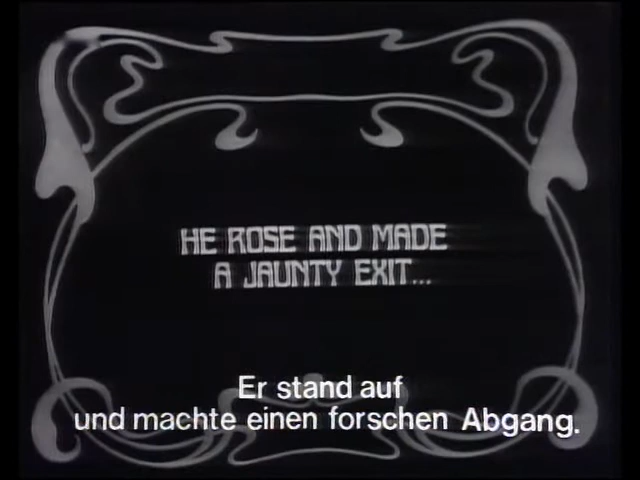 HE ROSE AND MADE
A JAUNTY EXIT...
Er stand auf
und machte einen forschen Abgang.